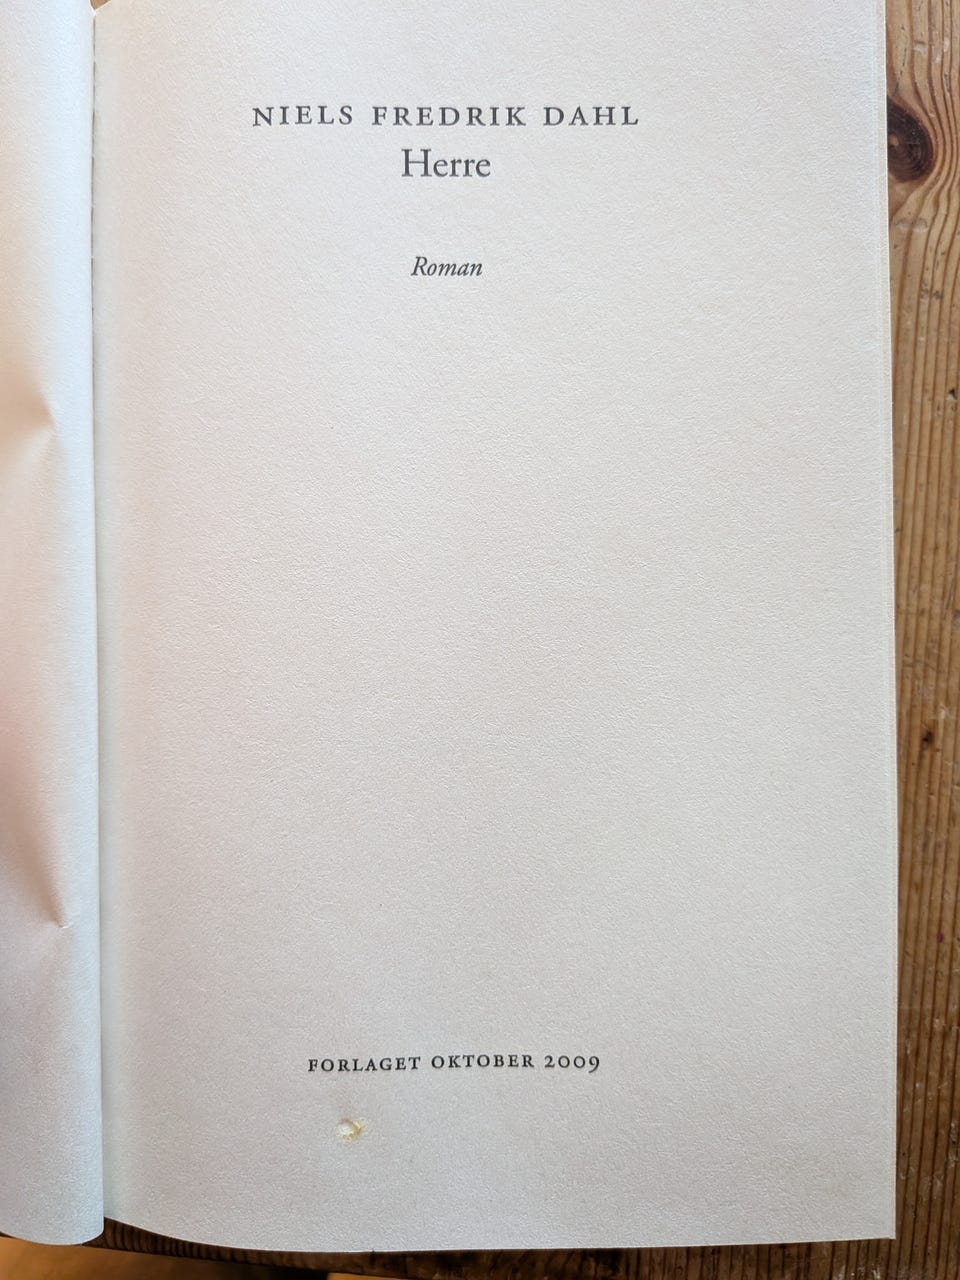 NIELS FREDRIK DAHL
Herre
Roman
FORLAGET OKTOBER 2009